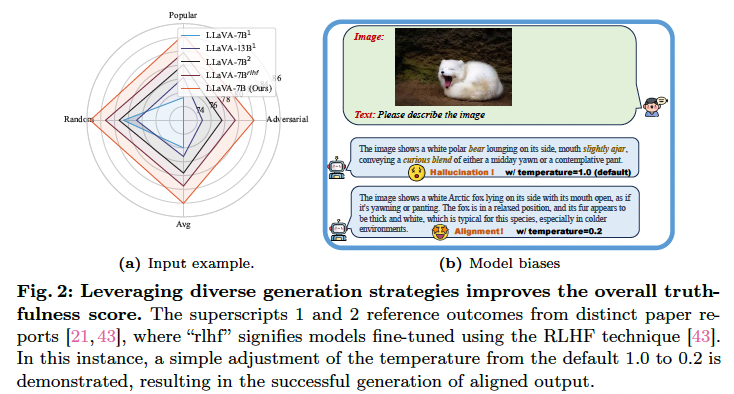 Popular
LLaVA-7B¹
LLaVA-13B¹
LLaVA-7B²
LLaVA-7Bʳˡʰᶠ
LLaVA-7B (Ours)
86
78
76
74
Random
Adversarial
Avg
Image:
Text: Please describe the image
The image shows a white polar bear lounging on its side, mouth slightly ajar,
conveying a curious blend of either a midday yawn or a contemplative pant.
Hallucination ! w/ temperature=1.0 (default)
The image shows a white Arctic fox lying on its side with its mouth open, as if
it's yawning or panting. The fox is in a relaxed position, and its fur appears to
be thick and white, which is typical for this species, especially in colder
environments.
Alignment! w/ temperature=0.2
(a) Input example.
(b) Model biases
Fig. 2: Leveraging diverse generation strategies improves the overall truth-
fulness score. The superscripts 1 and 2 reference outcomes from distinct paper re-
ports [21,43], where “rlhf” signifies models fine-tuned using the RLHF technique [43].
In this instance, a simple adjustment of the temperature from the default 1.0 to 0.2 is
demonstrated, resulting in the successful generation of aligned output.